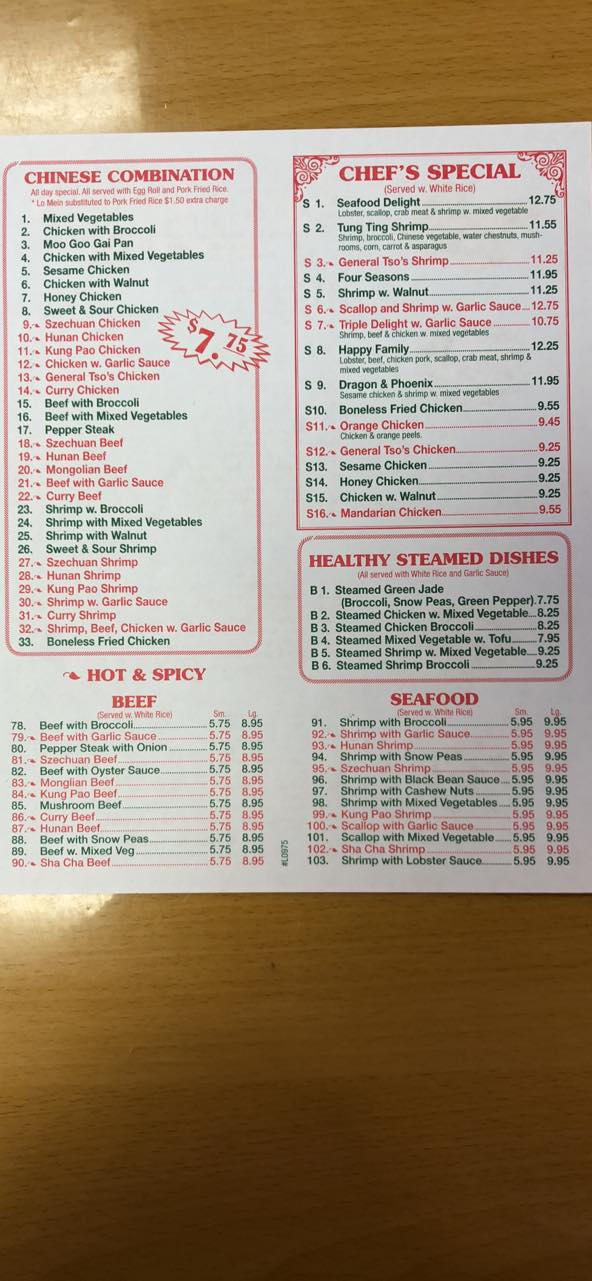 CHINESE COMBINATION
All day special. All served with Egg Roll and Pork Fried Rice.
* Lo Mein substituted to Pork Fried Rice $1.50 extra charge
1. Mixed Vegetables
2. Chicken with Broccoli
3. Moo Goo Gai Pan
4. Chicken with Mixed Vegetables
5. Sesame Chicken
6. Chicken with Walnut
7. Honey Chicken
8. Sweet & Sour Chicken
9. Szechuan Chicken
10. Hunan Chicken
11. Kung Pao Chicken
12. Chicken w. Garlic Sauce
13. General Tso's Chicken
14. Curry Chicken
15. Beef with Broccoli
16. Beef with Mixed Vegetables
17. Pepper Steak
18. Szechuan Beef
19. Hunan Beef
20. Mongolian Beef
21. Beef with Garlic Sauce
22. Curry Beef
23. Shrimp w. Broccoli
24. Shrimp with Mixed Vegetables
25. Shrimp with Walnut
26. Sweet & Sour Shrimp
27. Szechuan Shrimp
28. Hunan Shrimp
29. Kung Pao Shrimp
30. Shrimp w. Garlic Sauce
31. Curry Shrimp
32. Shrimp, Beef, Chicken w. Garlic Sauce
33. Boneless Fried Chicken
$7.75
HOT & SPICY
BEEF
(Served w. White Rice) Sm. Lg.
78. Beef with Broccoli 5.75 8.95
79. Beef with Garlic Sauce 5.75 8.95
80. Pepper Steak with Onion 5.75 8.95
81. Szechuan Beef 5.75 8.95
82. Beef with Oyster Sauce 5.75 8.95
83. Monglian Beef 5.75 8.95
84. Kung Pao Beef 5.75 8.95
85. Mushroom Beef 5.75 8.95
86. Curry Beef 5.75 8.95
87. Hunan Beef 5.75 8.95
88. Beef with Snow Peas 5.75 8.95
89. Beef w. Mixed Veg 5.75 8.95
90. Sha Cha Beef 5.75 8.95
#L0975
CHEF'S SPECIAL
(Served w. White Rice)
S 1. Seafood Delight 12.75
Lobster, scallop, crab meat & shrimp w. mixed vegetable
S 2. Tung Ting Shrimp 11.55
Shrimp, broccoli, Chinese vegetable, water chestnuts, mush-
rooms, corn, carrot & asparagus
S 3. General Tso's Shrimp 11.25
S 4. Four Seasons 11.95
S 5. Shrimp w. Walnut 11.25
S 6. Scallop and Shrimp w. Garlic Sauce 12.75
S 7. Triple Delight w. Garlic Sauce 10.75
Shrimp, beef & chicken w. mixed vegetables
S 8. Happy Family 12.25
Lobster, beef, chicken pork, scallop, crab meat, shrimp &
mixed vegetables
S 9. Dragon & Phoenix 11.95
Sesame chicken & shrimp w. mixed vegetables
S10. Boneless Fried Chicken 9.55
S11. Orange Chicken 9.45
Chicken & orange peels.
S12. General Tso's Chicken 9.25
S13. Sesame Chicken 9.25
S14. Honey Chicken 9.25
S15. Chicken w. Walnut 9.25
S16. Mandarian Chicken 9.55
HEALTHY STEAMED DISHES
(All served with White Rice and Garlic Sauce)
B 1. Steamed Green Jade
(Broccoli, Snow Peas, Green Pepper) 7.75
B 2. Steamed Chicken w. Mixed Vegetable 8.25
B 3. Steamed Chicken Broccoli 8.25
B 4. Steamed Mixed Vegetable w. Tofu 7.95
B 5. Steamed Shrimp w. Mixed Vegetable 9.25
B 6. Steamed Shrimp Broccoli 9.25
SEAFOOD
(Served w. White Rice) Sm. Lg.
91. Shrimp with Broccoli 5.95 9.95
92. Shrimp with Garlic Sauce 5.95 9.95
93. Hunan Shrimp 5.95 9.95
94. Shrimp with Snow Peas 5.95 9.95
95. Szechuan Shrimp 5.95 9.95
96. Shrimp with Black Bean Sauce 5.95 9.95
97. Shrimp with Cashew Nuts 5.95 9.95
98. Shrimp with Mixed Vegetables 5.95 9.95
99. Kung Pao Shrimp 5.95 9.95
100. Scallop with Garlic Sauce 5.95 9.95
101. Scallop with Mixed Vegetable 5.95 9.95
102. Sha Cha Shrimp 5.95 9.95
103. Shrimp with Lobster Sauce 5.95 9.95